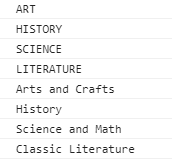 ART
HISTORY
SCIENCE
LITERATURE
Arts and Crafts
History
Science and Math
Classic Literature